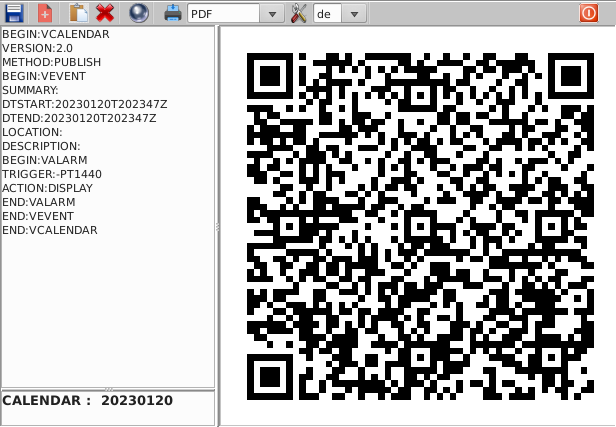 PDF
de
BEGIN:VCALENDAR
VERSION:2.0
METHOD:PUBLISH
BEGIN:VEVENT
SUMMARY:
DTSTART:20230120T202347Z
DTEND:20230120T202347Z
LOCATION:
DESCRIPTION:
BEGIN:VALARM
TRIGGER:-PT1440
ACTION:DISPLAY
END:VALARM
END:VEVENT
END:VCALENDAR
CALENDAR : 20230120